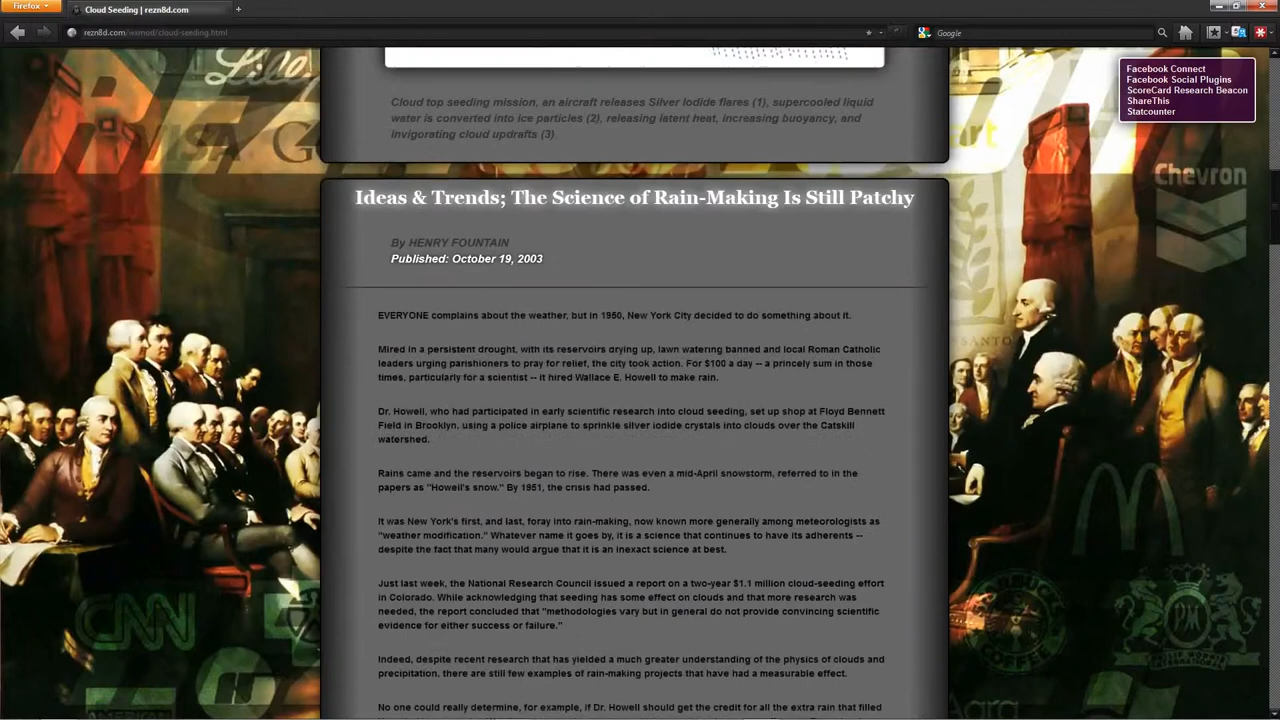 Firefox
Cloud Seeding | rezn8d.com
rezn8d.com/wxmod/cloud-seeding.html
Google
Facebook Connect
Facebook Social Plugins
ScoreCard Research Beacon
ShareThis
Statcounter
Cloud top seeding mission, an aircraft releases Silver Iodide flares (1), supercooled liquid
water is converted into ice particles (2), releasing latent heat, increasing buoyancy, and
invigorating cloud updrafts (3)
VISA
Chevron
Ideas & Trends; The Science of Rain-Making Is Still Patchy
By HENRY FOUNTAIN
Published: October 19, 2003
EVERYONE complains about the weather, but in 1950, New York City decided to do something about it.
Mired in a persistent drought, with its reservoirs drying up, lawn watering banned and local Roman Catholic
leaders urging parishioners to pray for relief, the city took action. For $100 a day -- a princely sum in those
times, particularly for a scientist -- it hired Wallace E. Howell to make rain.
Dr. Howell, who had participated in early scientific research into cloud seeding, set up shop at Floyd Bennett
Field in Brooklyn, using a police airplane to sprinkle silver iodide crystals into clouds over the Catskill
watershed.
Rains came and the reservoirs began to rise. There was even a mid-April snowstorm, referred to in the
papers as "Howell's snow." By 1951, the crisis had passed.
It was New York's first, and last, foray into rain-making, now known more generally among meteorologists as
"weather modification." Whatever name it goes by, it is a science that continues to have its adherents --
despite the fact that many would argue that it is an inexact science at best.
Just last week, the National Research Council issued a report on a two-year $1.1 million cloud-seeding effort
in Colorado. While acknowledging that seeding has some effect on clouds and that more research was
needed, the report concluded that "methodologies vary but in general do not provide convincing scientific
evidence for either success or failure."
Indeed, despite recent research that has yielded a much greater understanding of the physics of clouds and
precipitation, there are still few examples of rain-making projects that have had a measurable effect.
No one could really determine, for example, if Dr. Howell should get the credit for all the extra rain that filled
CNN
COFFEE
AMERICAN